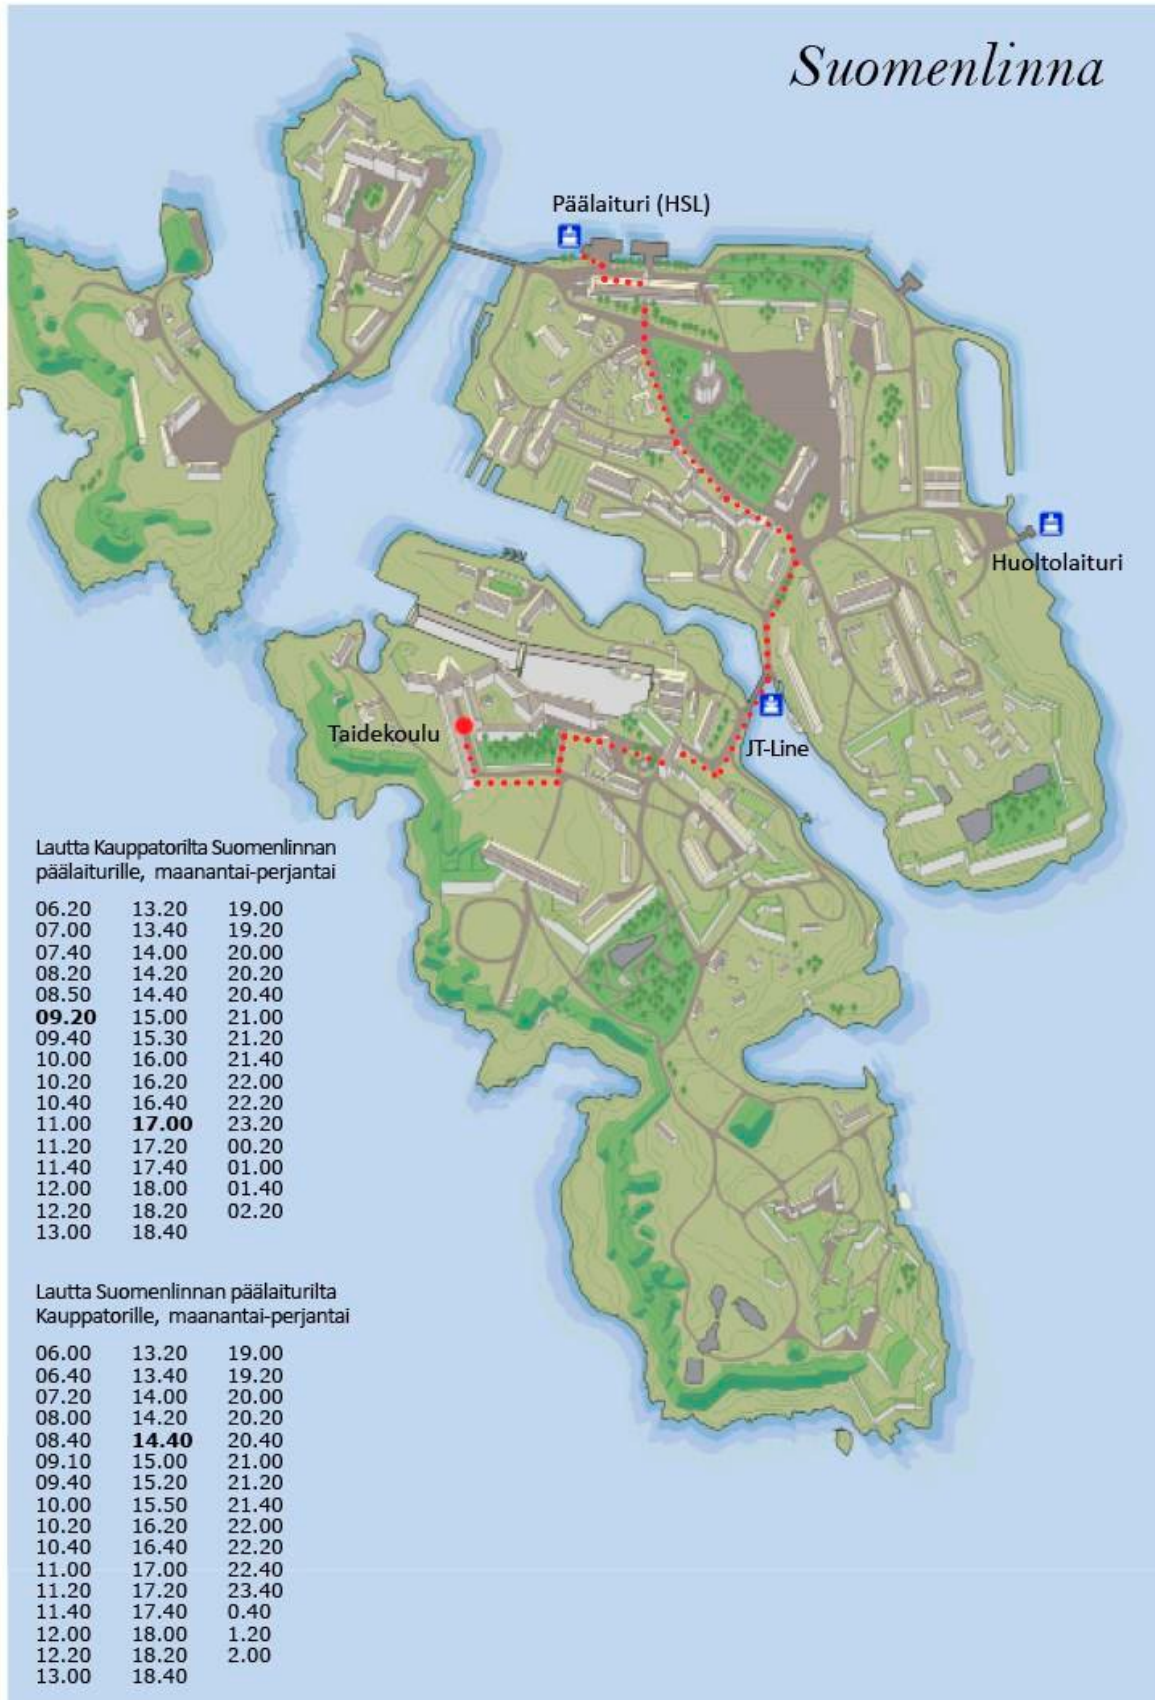 Suomenlinna
Päälaituri (HSL)
Huoltolaituri
Taidekoulu
JT-Line
Lautta Kauppatorilta Suomenlinnan
päälaiturille, maanantai-perjantai
06.20 13.20 19.00
07.00 13.40 19.20
07.40 14.00 20.00
08.20 14.20 20.20
08.50 14.40 20.40
09.20 15.00 21.00
09.40 15.30 21.20
10.00 16.00 21.40
10.20 16.20 22.00
10.40 16.40 22.20
11.00 17.00 23.20
11.20 17.20 00.20
11.40 17.40 01.00
12.00 18.00 01.40
12.20 18.20 02.20
13.00 18.40
Lautta Suomenlinnan päälaiturilta
Kauppatorille, maanantai-perjantai
06.00 13.20 19.00
06.40 13.40 19.20
07.20 14.00 20.00
08.00 14.20 20.20
08.40 14.40 20.40
09.10 15.00 21.00
09.40 15.20 21.20
10.00 15.50 21.40
10.20 16.20 22.00
10.40 16.40 22.20
11.00 17.00 22.40
11.20 17.20 23.40
11.40 17.40 0.40
12.00 18.00 1.20
12.20 18.20 2.00
13.00 18.40